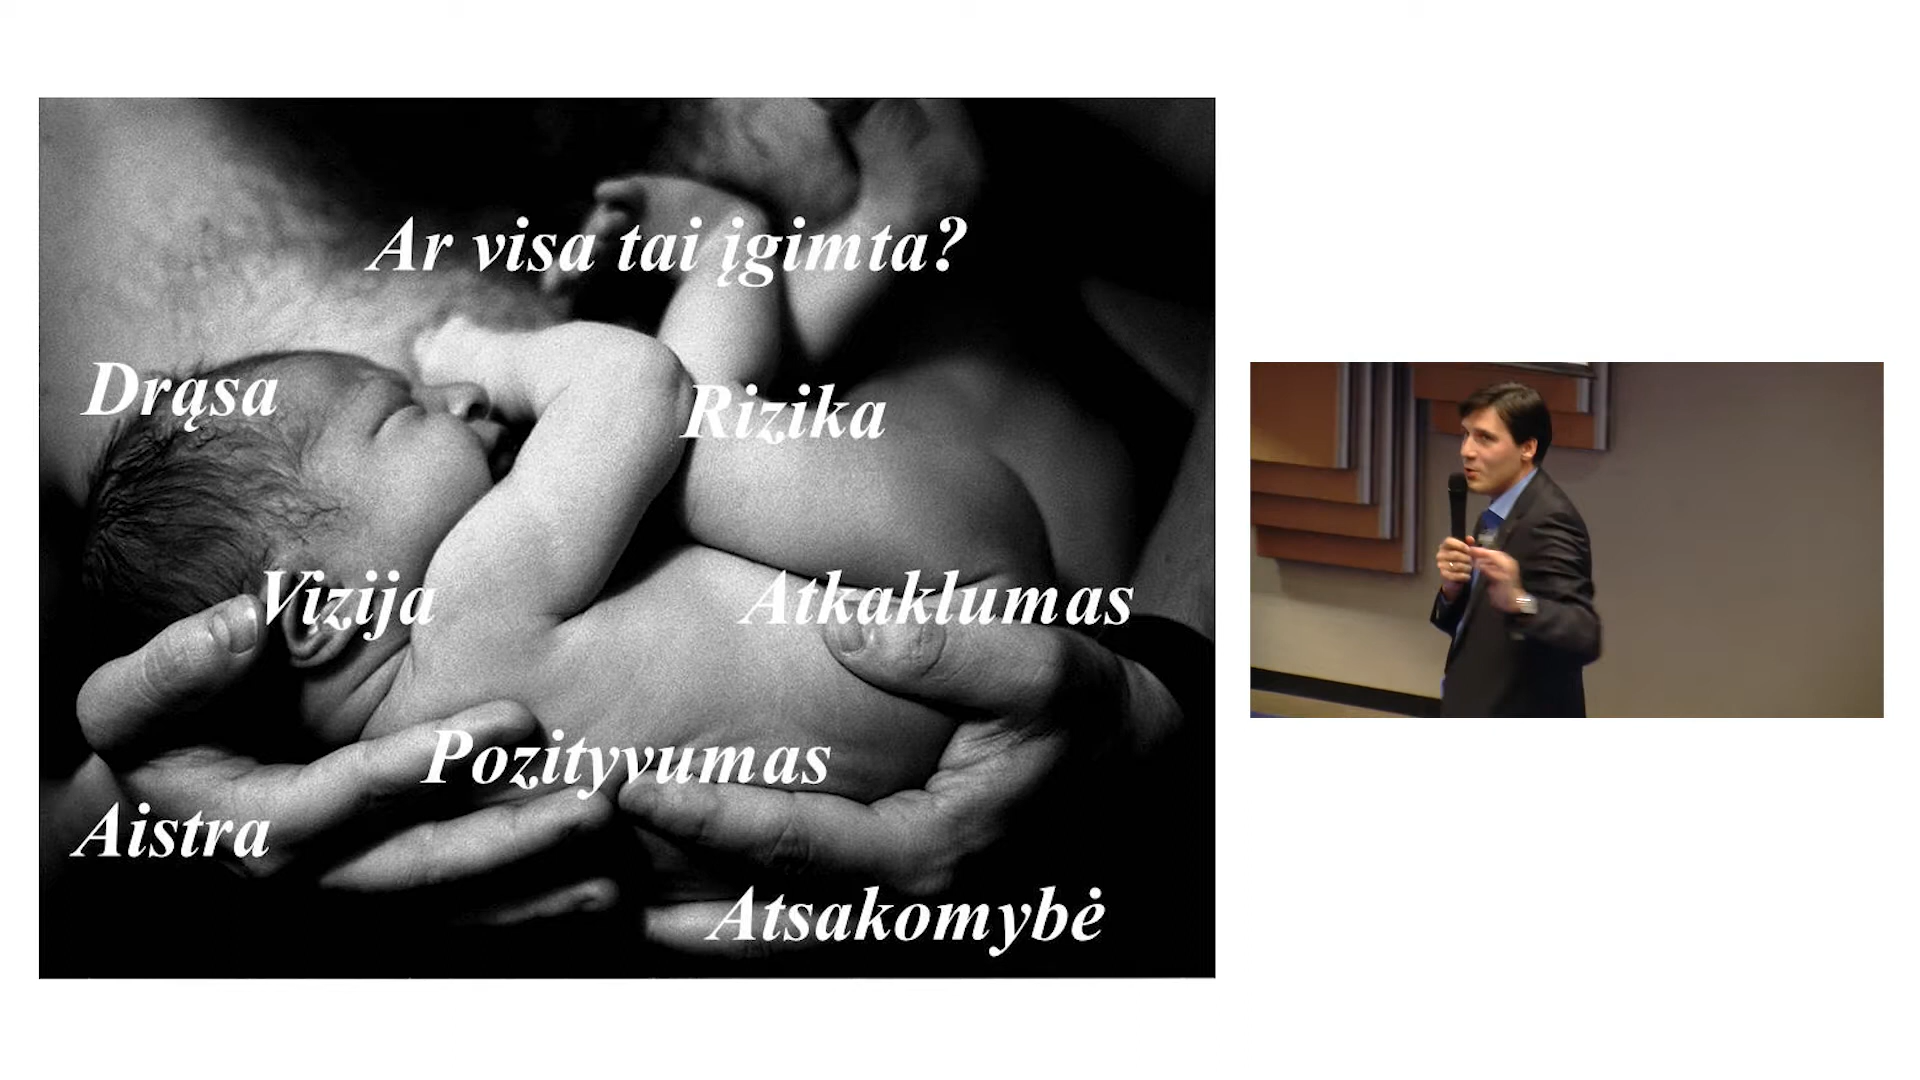 Ar visa tai įgimta?
Drąsa
Rizika
Vizija
Atkaklumas
Pozityvumas
Aistra
Atsakomybė